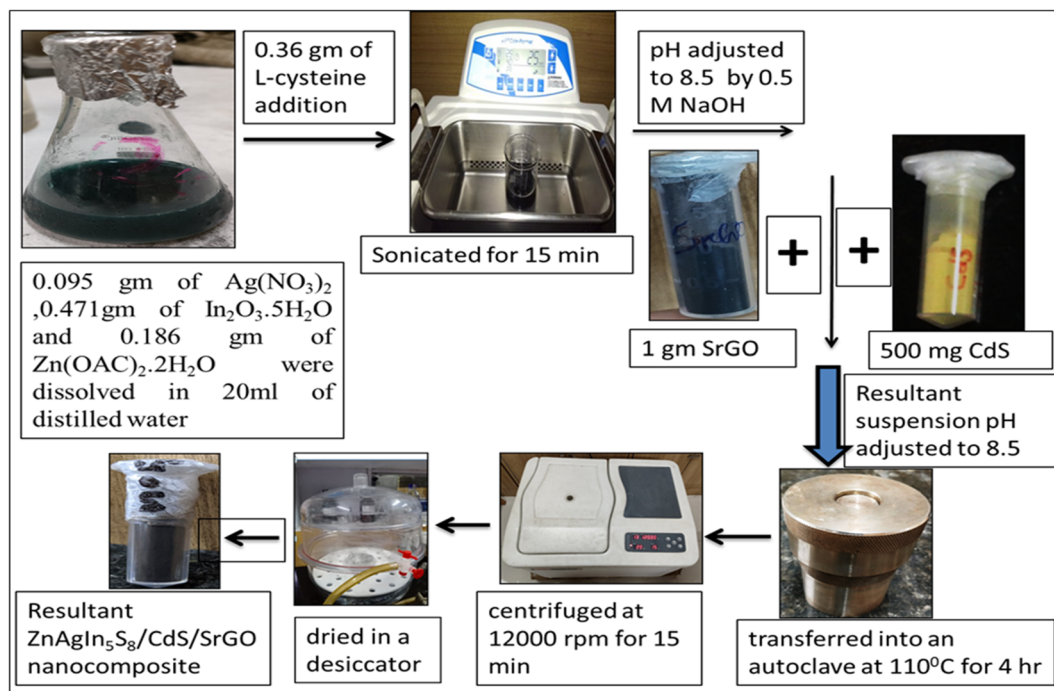 0.36 gm of
L-cysteine
addition
pH adjusted
to 8.5 by 0.5
M NaOH
Sonicated for 15 min
0.095 gm of Ag(NO₃)₂
,0.471gm of In₂O₃.5H₂O
and 0.186 gm of
Zn(OAC)₂.2H₂O were
dissolved in 20ml of
distilled water
SrGO
+
+
CdS
1 gm SrGO
500 mg CdS
Resultant
suspension pH
adjusted to 8.5
transferred into an
autoclave at 110⁰C for 4 hr
centrifuged at
12000 rpm for 15
min
dried in a
desiccator
Resultant
ZnAgIn₅S₈/CdS/SrGO
nanocomposite